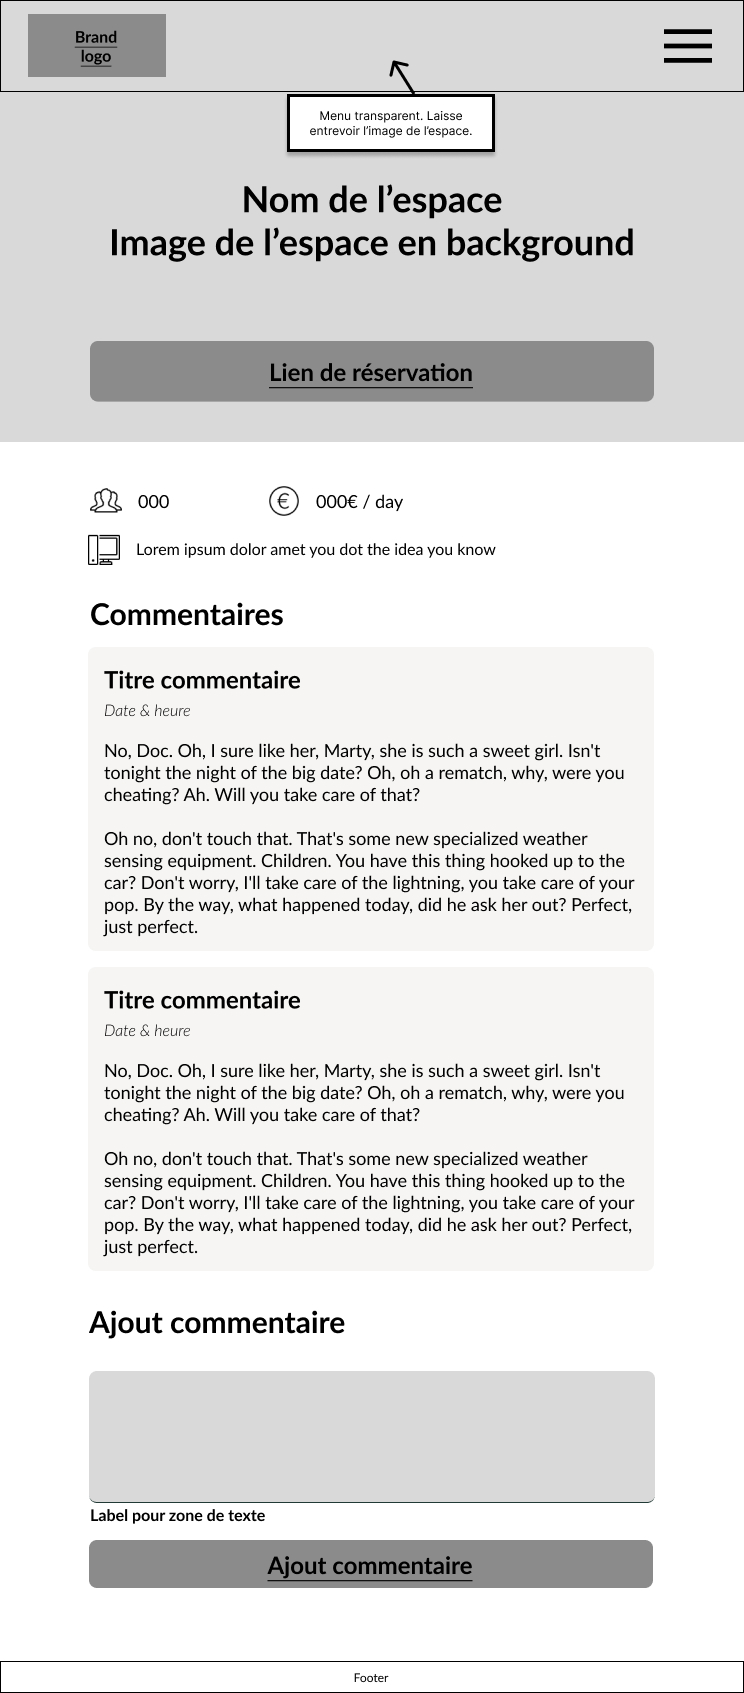 Brand
logo
Menu transparent. Laisse
entrevoir l'image de l'espace.
Nom de l’espace
Image de l’espace en background
Lien de réservation
000
€
000€ / day
Lorem ipsum dolor amet you dot the idea you know
Commentaires
Titre commentaire
Date & heure
No, Doc. Oh, I sure like her, Marty, she is such a sweet girl. Isn't
tonight the night of the big date? Oh, oh a rematch, why, were you
cheating? Ah. Will you take care of that?
Oh no, don't touch that. That's some new specialized weather
sensing equipment. Children. You have this thing hooked up to the
car? Don't worry, I'll take care of the lightning, you take care of your
pop. By the way, what happened today, did he ask her out? Perfect,
just perfect.
Titre commentaire
Date & heure
No, Doc. Oh, I sure like her, Marty, she is such a sweet girl. Isn't
tonight the night of the big date? Oh, oh a rematch, why, were you
cheating? Ah. Will you take care of that?
Oh no, don't touch that. That's some new specialized weather
sensing equipment. Children. You have this thing hooked up to the
car? Don't worry, I'll take care of the lightning, you take care of your
pop. By the way, what happened today, did he ask her out? Perfect,
just perfect.
Ajout commentaire
Label pour zone de texte
Ajout commentaire
Footer